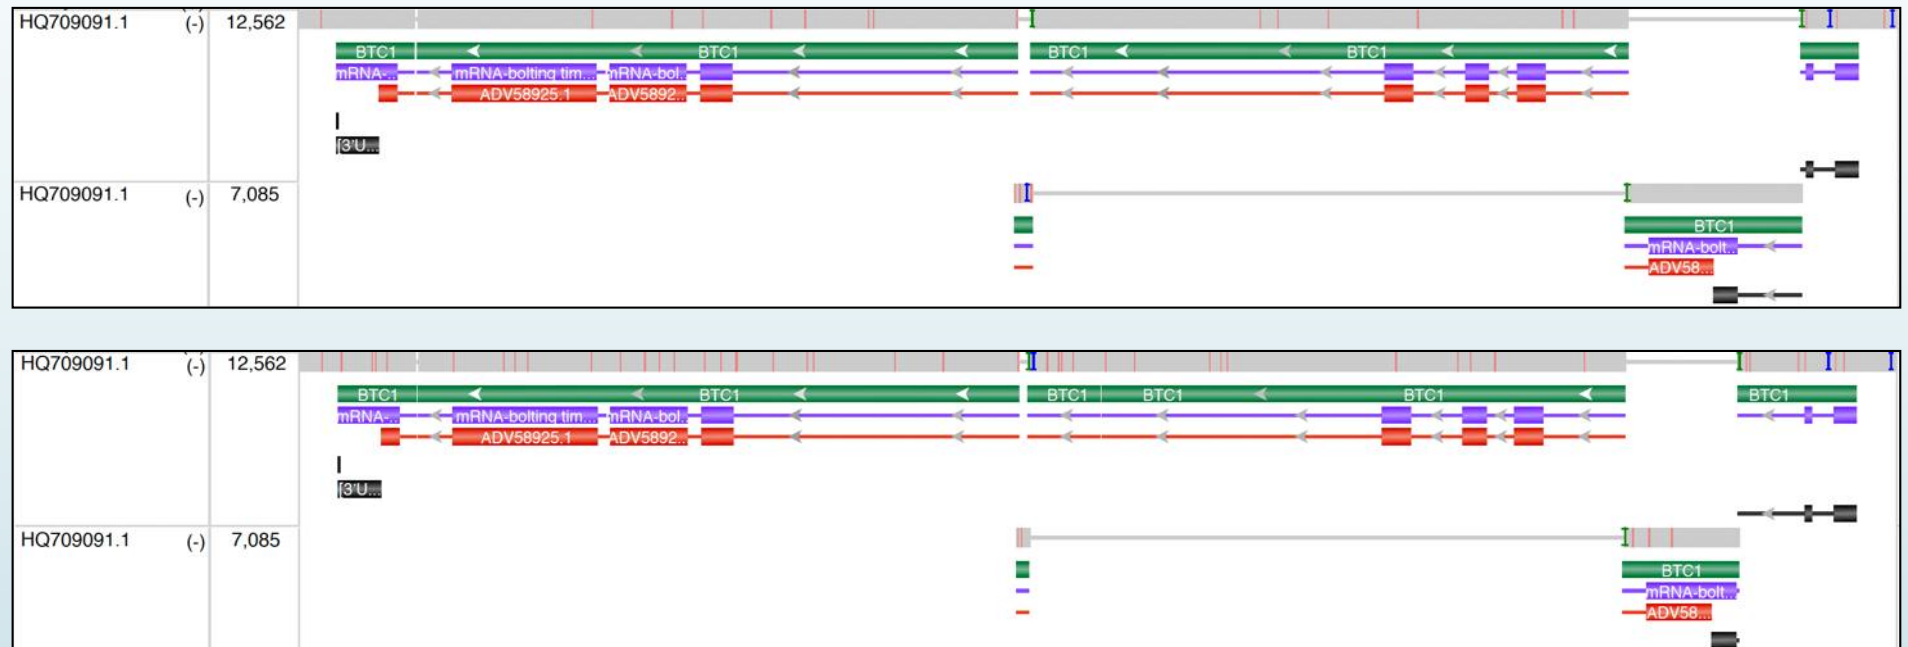 HQ709091.1 (-) 12,562
BTC1 BTC1 BTC1 BTC1
mRNA-... mRNA-bolting tim... mRNA-bol...
ADV58925.1 ADV5892...
[3'U...
HQ709091.1 (-) 7,085
BTC1
mRNA-bolt...
ADV58...
HQ709091.1 (-) 12,562
BTC1 BTC1 BTC1 BTC1 BTC1 BTC1
mRNA-... mRNA-bolting tim... mRNA-bol...
ADV58925.1 ADV5892...
[3'U...
HQ709091.1 (-) 7,085
BTC1
mRNA-bolt...
ADV58...